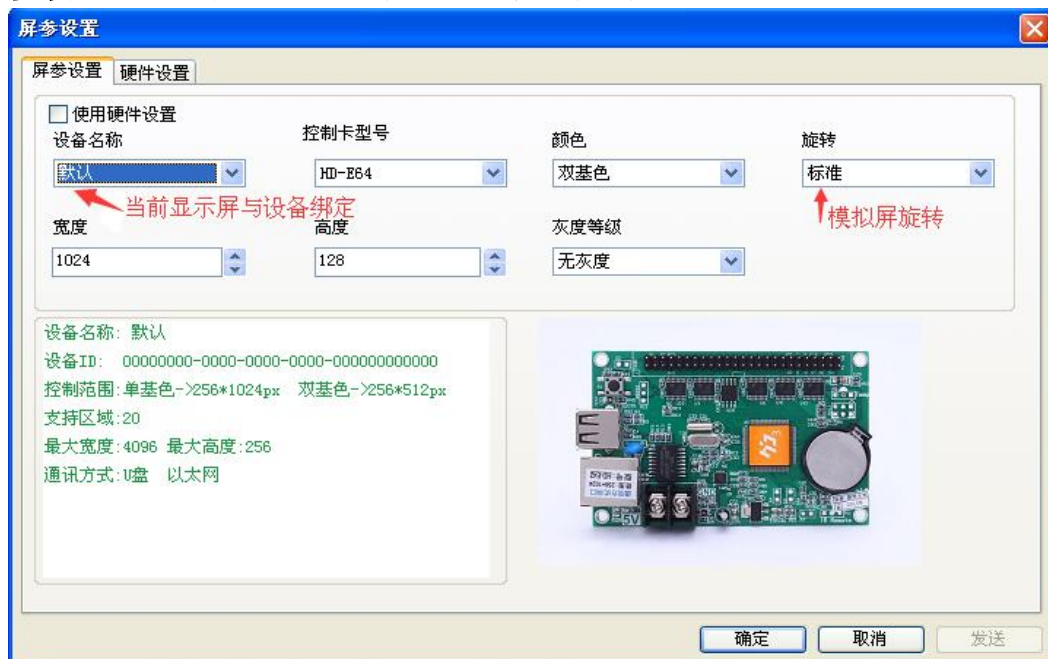 屏参设置
屏参设置 硬件设置
使用硬件设置
设备名称 控制卡型号 颜色 旋转
默认 HD-E64 双基色 标准
当前显示屏与设备绑定 模拟屏旋转
宽度 高度 灰度等级
1024 128 无灰度
设备名称: 默认
设备ID: 00000000-0000-0000-0000-000000000000
控制范围:单基色->256*1024px 双基色->256*512px
支持区域:20
最大宽度:4096 最大高度:256
通讯方式:U盘 以太网
5V
确定 取消 发送